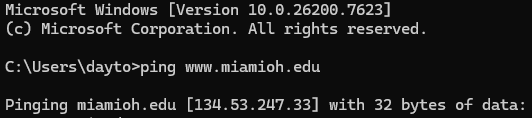 Microsoft Windows [Version 10.0.26200.7623]
(c) Microsoft Corporation. All rights reserved.
C:\Users\dayto>ping www.miamioh.edu
Pinging miamioh.edu [134.53.247.33] with 32 bytes of data: